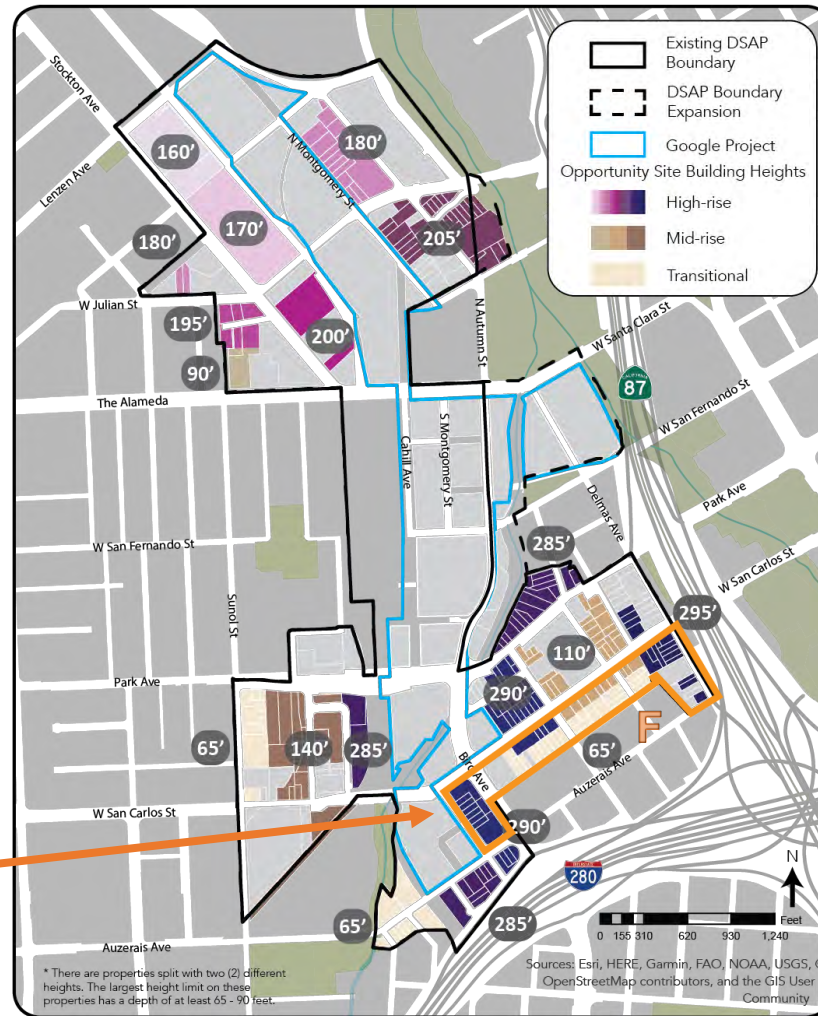 Existing DSAP
Boundary
DSAP Boundary
Expansion
Google Project
Opportunity Site Building Heights
High-rise
Mid-rise
Transitional
Stockton Ave
Lenzen Ave
160'
N Montgomery St
180'
170'
205'
180'
W Julian St
195'
200'
90'
N Autumn St
W Santa Clara St
CALIFORNIA
87
The Alameda
W San Fernando St
Cahill Ave
S Montgomery St
Park Ave
Delmas Ave
W San Carlos St
W San Fernando St
285'
Sunol St
295'
110'
Park Ave
290'
65'
140'
285'
65'
F
Auzerais Ave
W San Carlos St
290'
280
N
65'
285'
Feet
0 155 310 620 930 1,240
Auzerais Ave
* There are properties split with two (2) different
heights. The largest height limit on these
properties has a depth of at least 65 - 90 feet.
Sources: Esri, HERE, Garmin, FAO, NOAA, USGS,
OpenStreetMap contributors, and the GIS User
Community